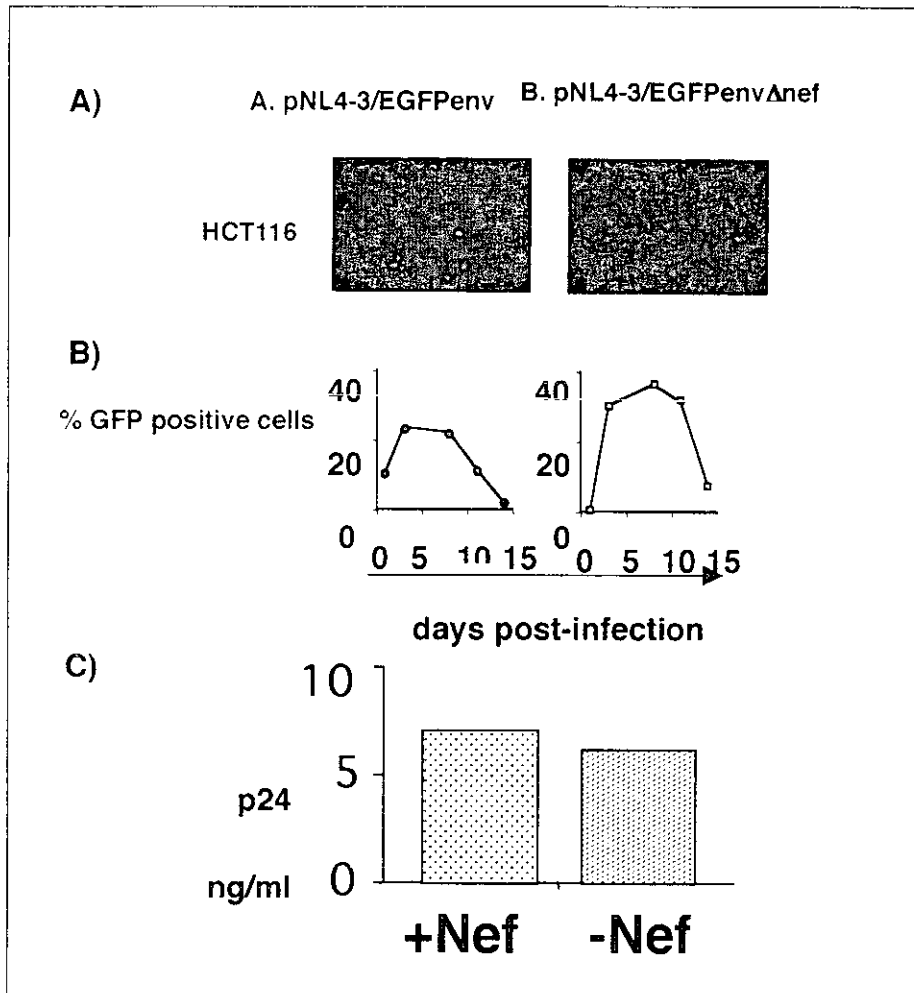 A)
A. pNL4-3/EGFPenv
B. pNL4-3/EGFPenvΔnef
HCT116
B)
% GFP positive cells
40
20
0
0 5 10 15
40
20
0
0 5 10 15
days post-infection
C)
10
5
0
p24
ng/ml
+Nef
-Nef